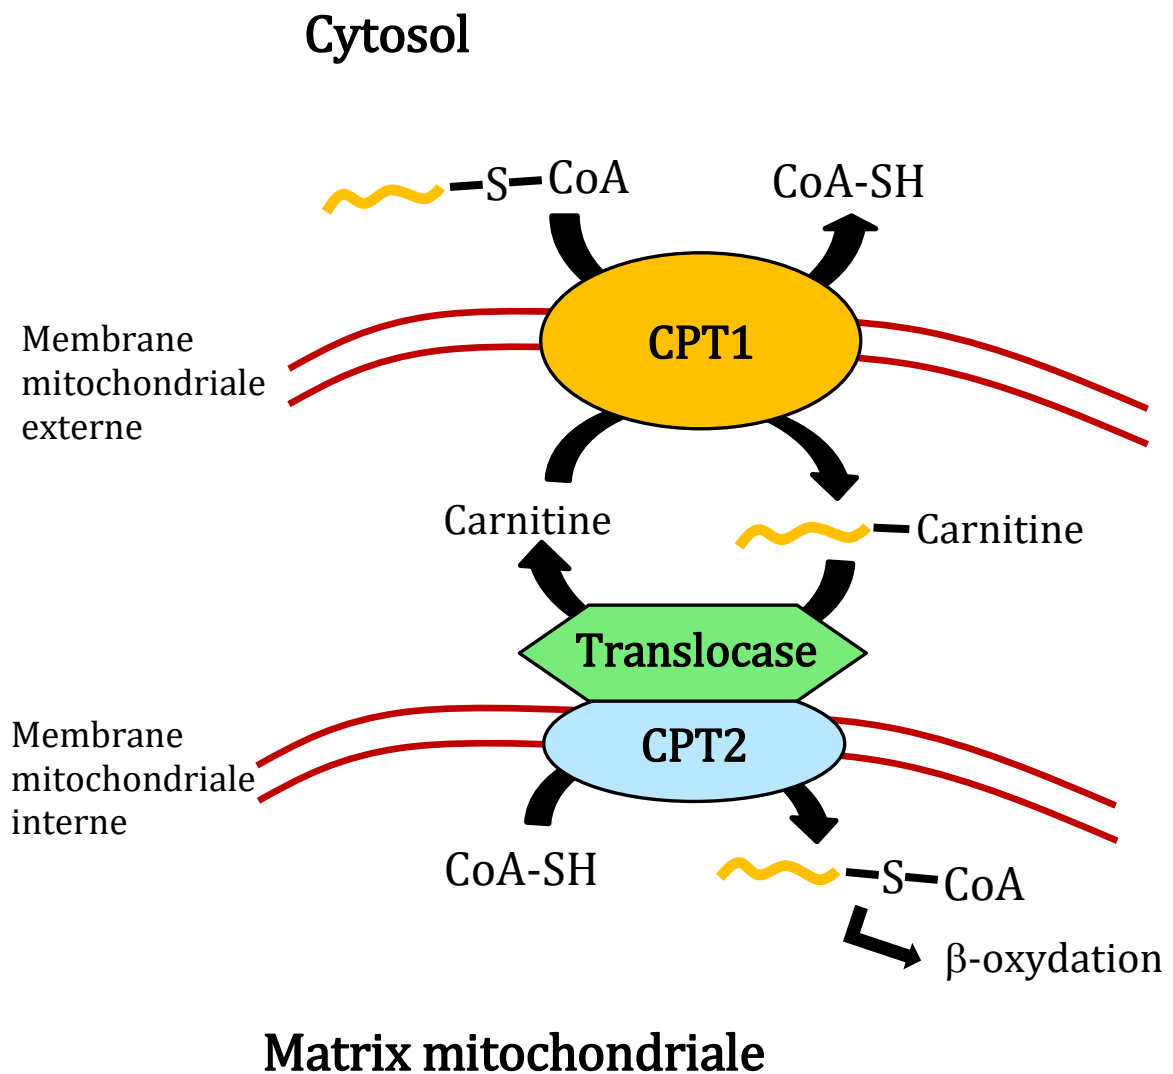 Cytosol
S CoA
CoA-SH
CPT1
Membrane
mitochondriale
externe
Carnitine
Carnitine
Translocase
CPT2
Membrane
mitochondriale
interne
CoA-SH
S CoA
β-oxydation
Matrix mitochondriale